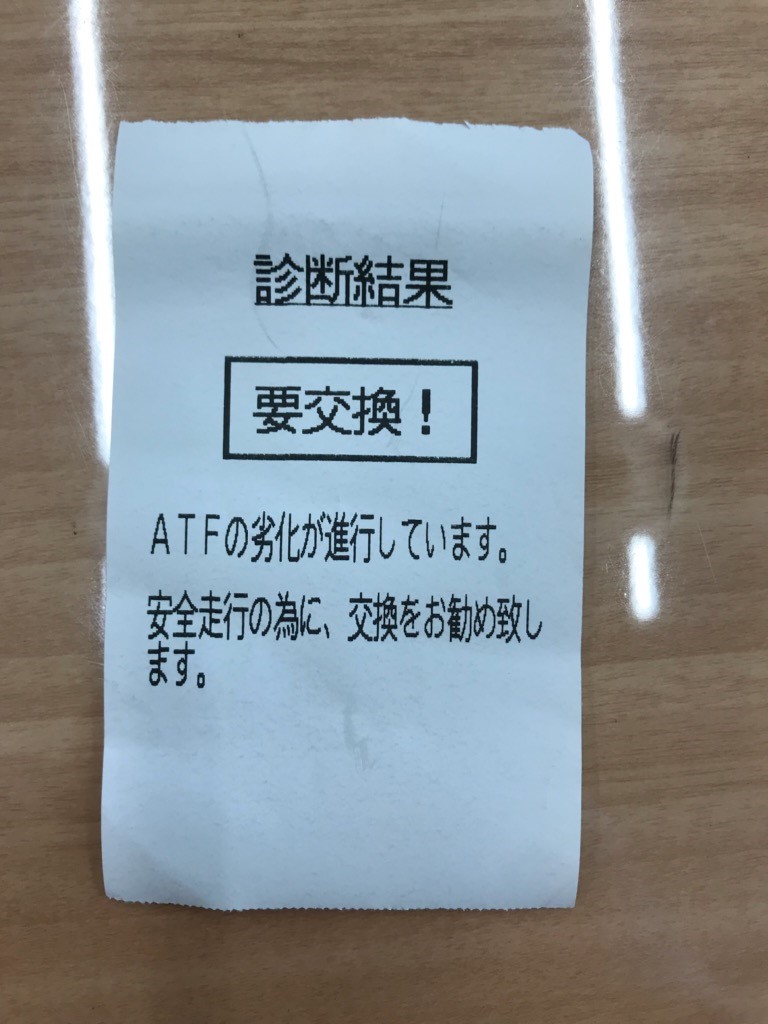 診断結果
要交換！
ＡＴＦの劣化が進行しています。
安全走行の為に、交換をお勧め致し
ます。